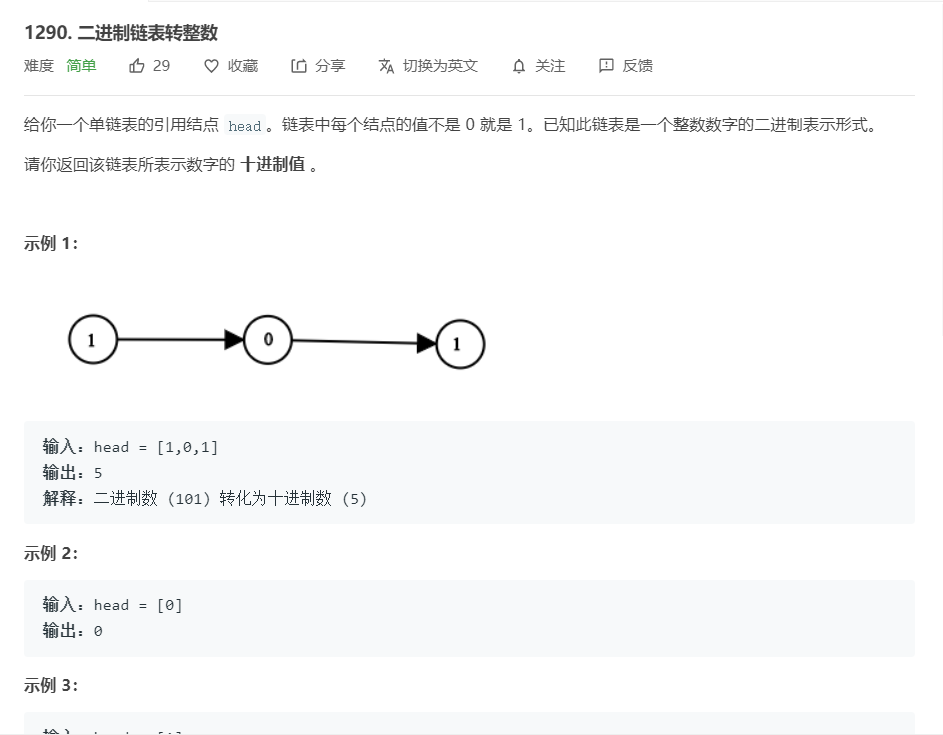 1290. 二进制链表转整数
难度 简单 29 收藏 分享 切换为英文 关注 反馈
给你一个单链表的引用结点 head 。链表中每个结点的值不是 0 就是 1。已知此链表是一个整数数字的二进制表示形式。
请你返回该链表所表示数字的 十进制值 。
示例 1：
1 0 1
输入：head = [1,0,1]
输出：5
解释：二进制数 (101) 转化为十进制数 (5)
示例 2：
输入：head = [0]
输出：0
示例 3：